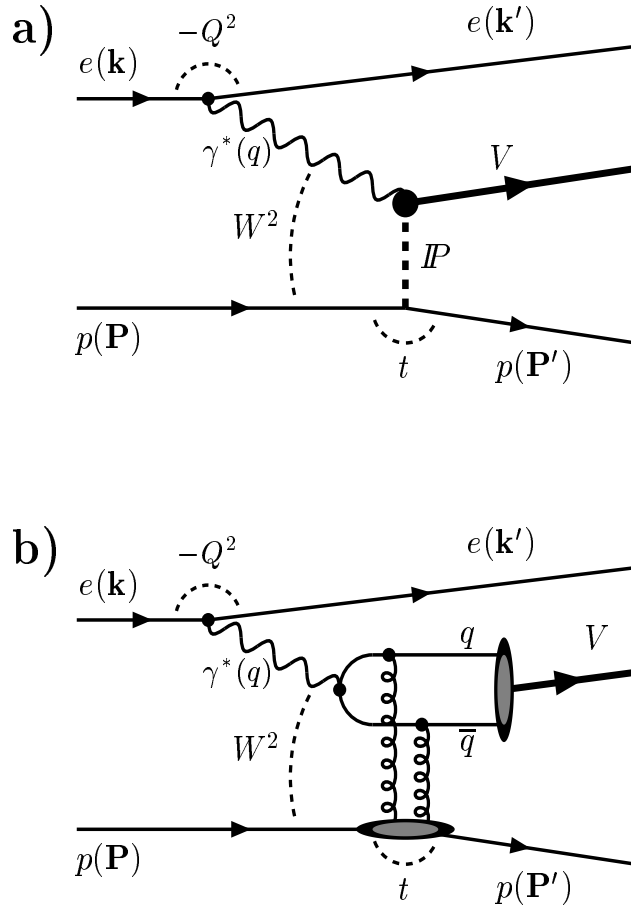 a)
−Q²
e(k)
e(k′)
γ*(q)
V
W²
IP
p(P)
t
p(P′)
b)
−Q²
e(k)
e(k′)
γ*(q)
q
V
W²
q̅
p(P)
t
p(P′)